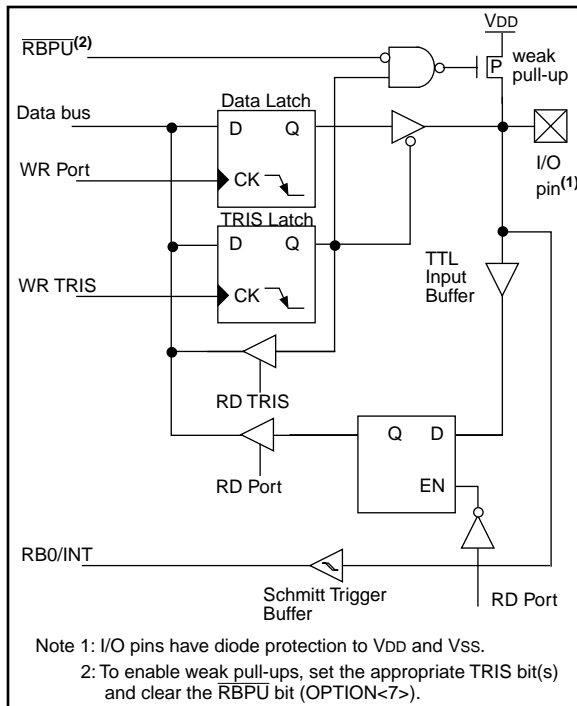 VDD
RBPU(2)
P
weak
pull-up
Data Latch
Data bus
D
Q
I/O
pin(1)
WR Port
CK
TRIS Latch
D
Q
TTL
Input
Buffer
WR TRIS
CK
RD TRIS
Q
D
RD Port
EN
RB0/INT
Schmitt Trigger
Buffer
RD Port
Note 1: I/O pins have diode protection to VDD and VSS.
2: To enable weak pull-ups, set the appropriate TRIS bit(s)
and clear the RBPU bit (OPTION<7>).